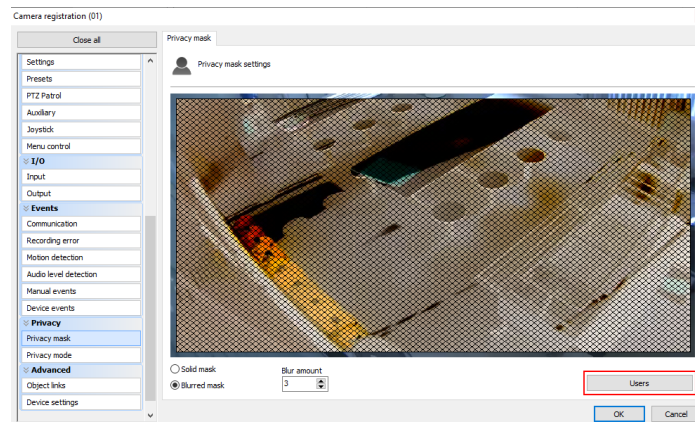 Camera registration (01)
Close all
Settings
Presets
PTZ Patrol
Auxiliary
Joystick
Menu control
I/O
Input
Output
Events
Communication
Recording error
Motion detection
Audio level detection
Manual events
Device events
Privacy
Privacy mask
Privacy mode
Advanced
Object links
Device settings
Privacy mask
Privacy mask settings
Solid mask
Blurred mask
Blur amount
3
Users
OK
Cancel